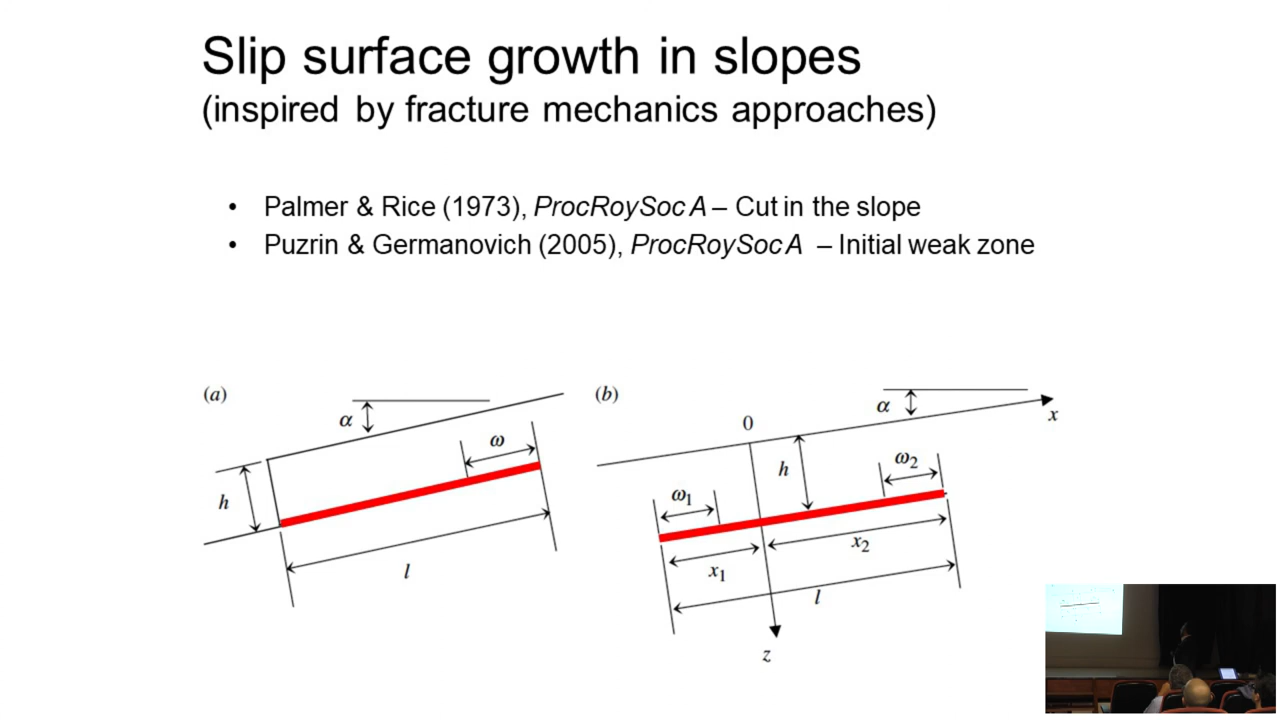 Slip surface growth in slopes
(inspired by fracture mechanics approaches)
• Palmer & Rice (1973), ProcRoySoc A – Cut in the slope
• Puzrin & Germanovich (2005), ProcRoySoc A – Initial weak zone
(a)
α
ω
h
l
(b)
α
x
0
h
ω2
ω1
x2
x1
l
z